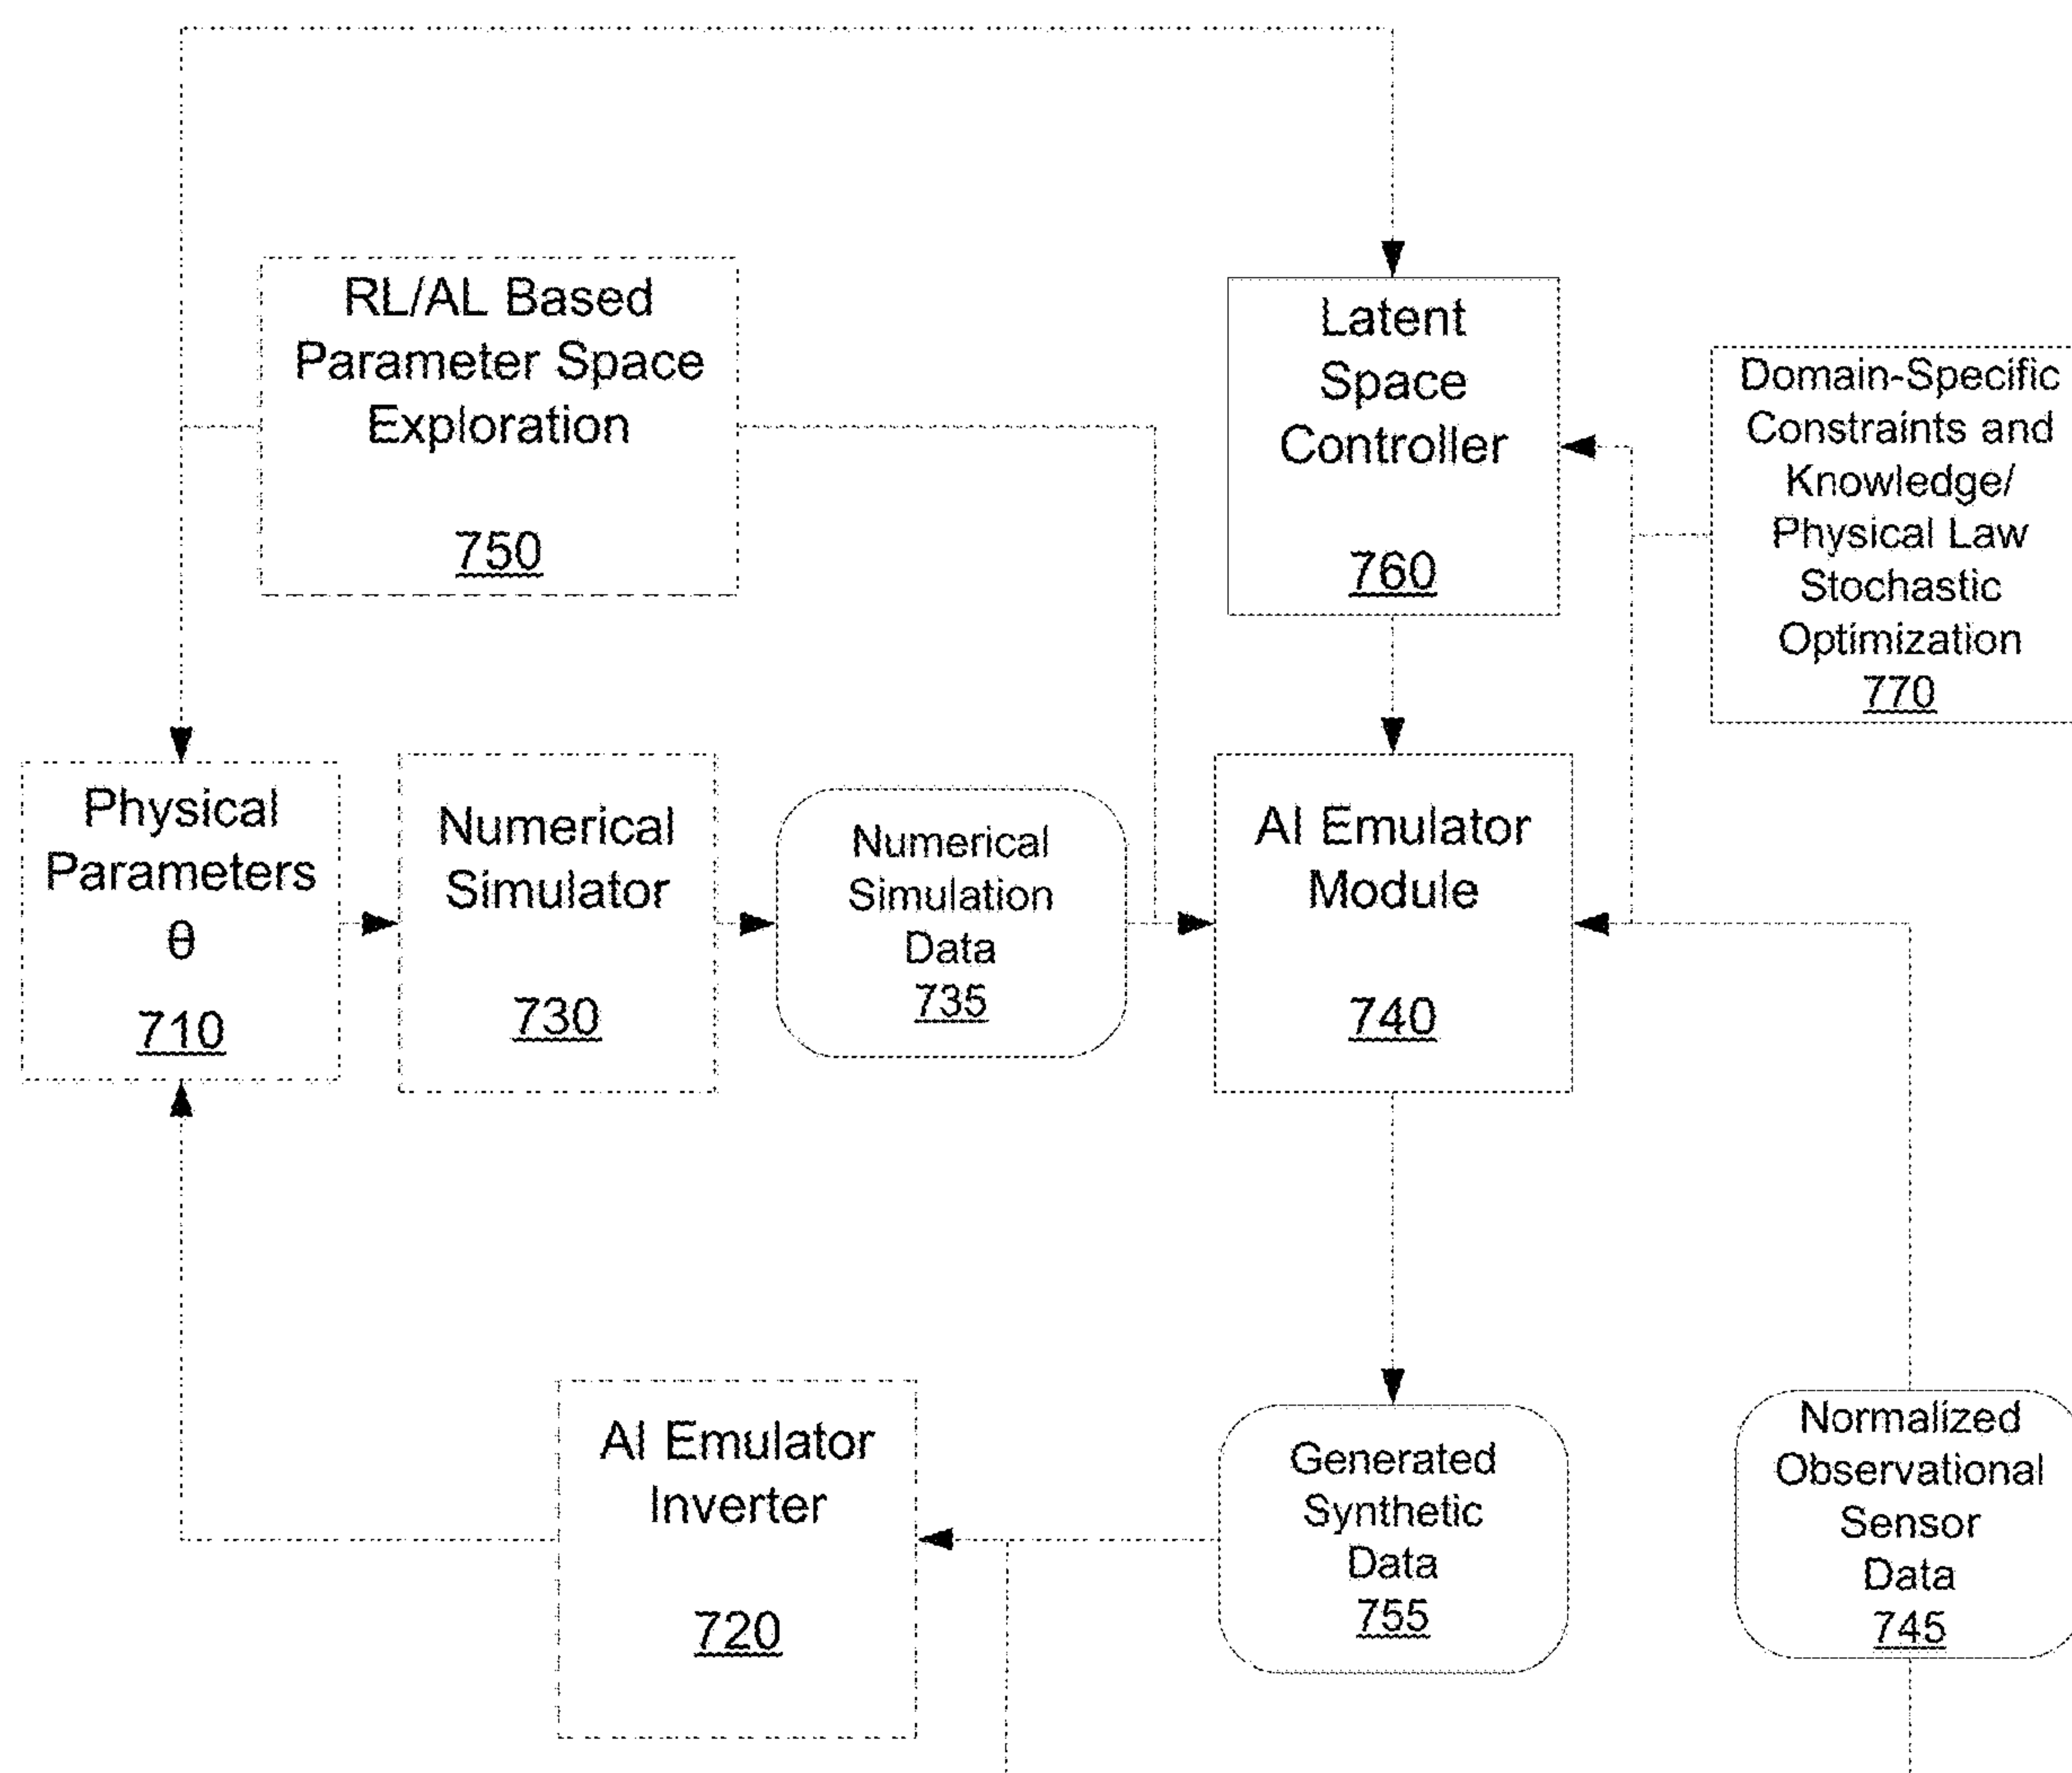 RL/AL Based
Parameter Space
Exploration
750
Latent
Space
Controller
760
Domain-Specific
Constraints and
Knowledge/
Physical Law
Stochastic
Optimization
770
Physical
Parameters
θ
710
Numerical
Simulator
730
Numerical
Simulation
Data
735
AI Emulator
Module
740
AI Emulator
Inverter
720
Generated
Synthetic
Data
755
Normalized
Observational
Sensor
Data
745